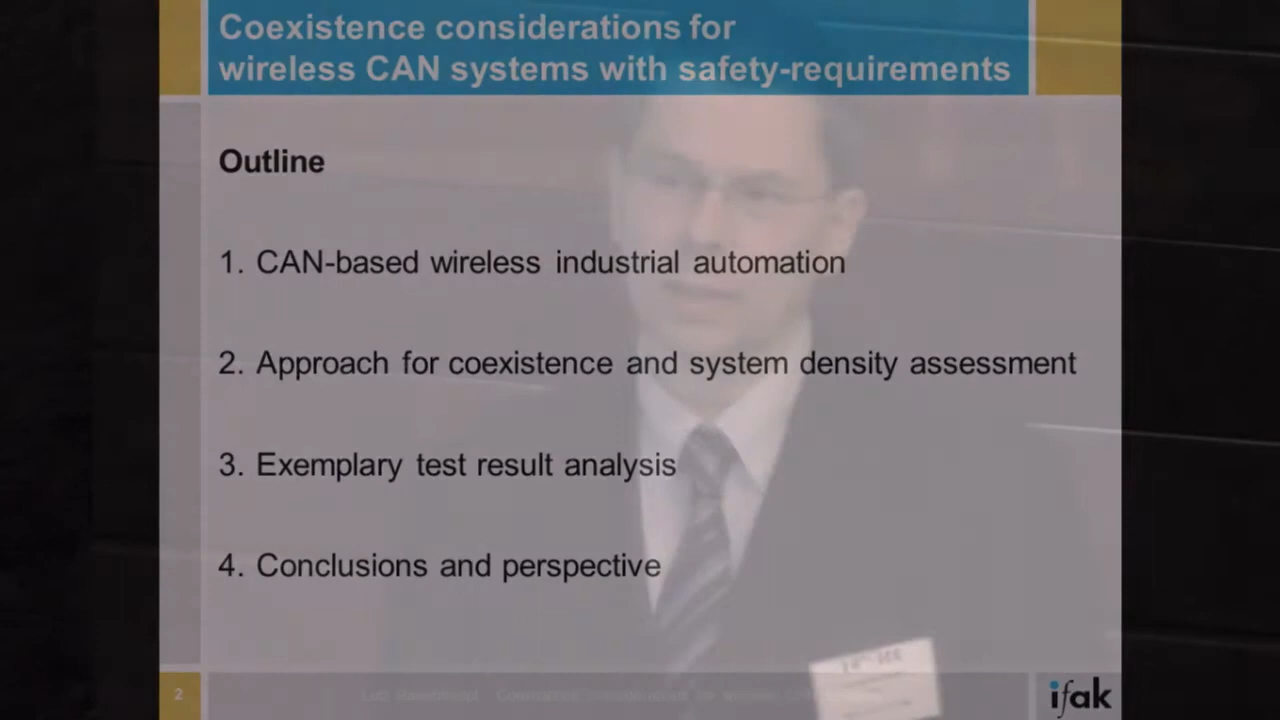 Coexistence considerations for
wireless CAN systems with safety-requirements
Outline
1. CAN-based wireless industrial automation
2. Approach for coexistence and system density assessment
3. Exemplary test result analysis
4. Conclusions and perspective
2
ifak